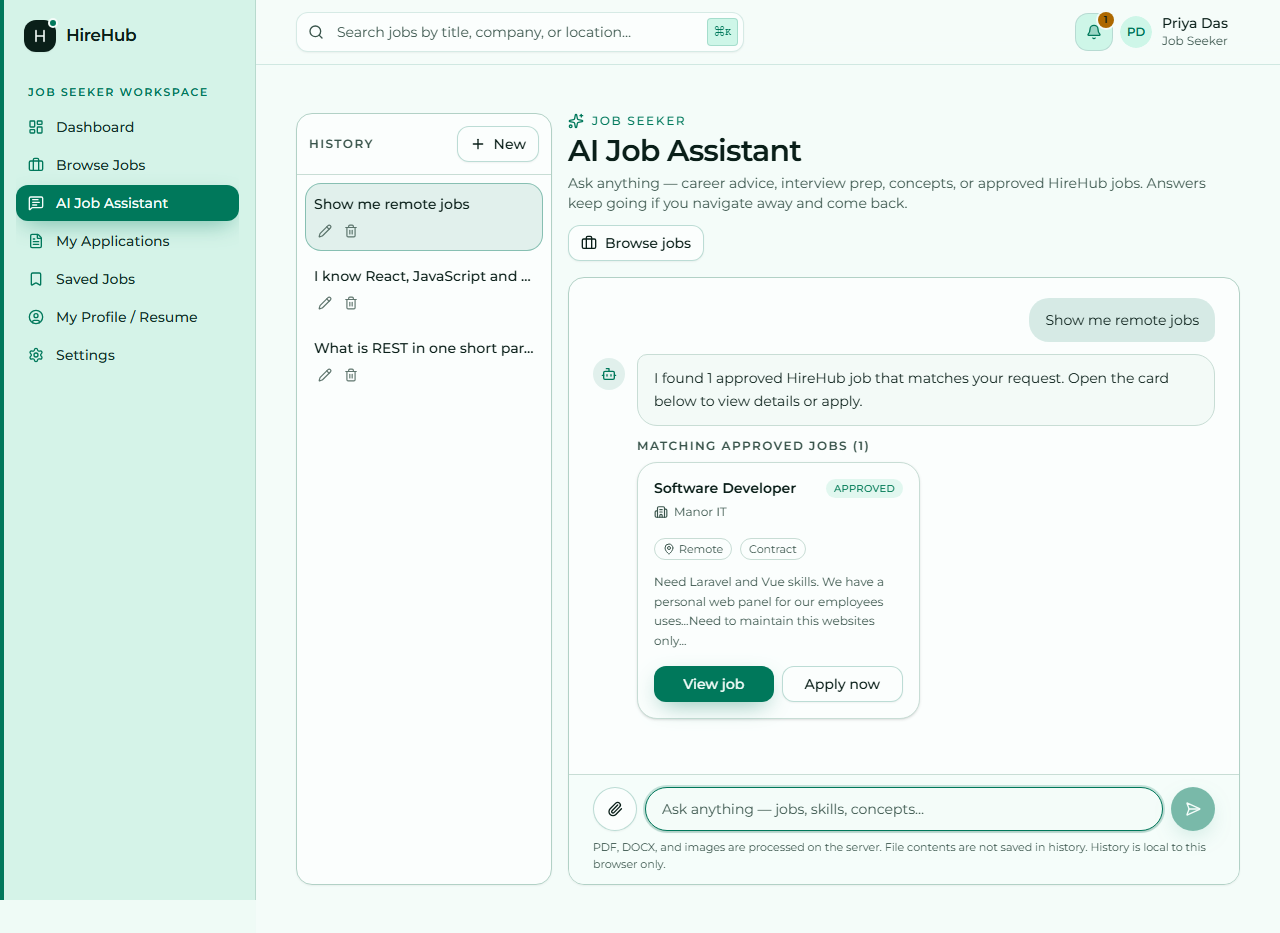 H HireHub
JOB SEEKER WORKSPACE
Dashboard
Browse Jobs
AI Job Assistant
My Applications
Saved Jobs
My Profile / Resume
Settings
Search jobs by title, company, or location... ⌘K
1
PD
Priya Das
Job Seeker
HISTORY
New
Show me remote jobs
I know React, JavaScript and ...
What is REST in one short par...
JOB SEEKER
AI Job Assistant
Ask anything — career advice, interview prep, concepts, or approved HireHub jobs. Answers
keep going if you navigate away and come back.
Browse jobs
Show me remote jobs
I found 1 approved HireHub job that matches your request. Open the card
below to view details or apply.
MATCHING APPROVED JOBS (1)
Software Developer APPROVED
Manor IT
Remote Contract
Need Laravel and Vue skills. We have a
personal web panel for our employees
uses...Need to maintain this websites
only...
View job Apply now
Ask anything — jobs, skills, concepts...
PDF, DOCX, and images are processed on the server. File contents are not saved in history. History is local to this
browser only.